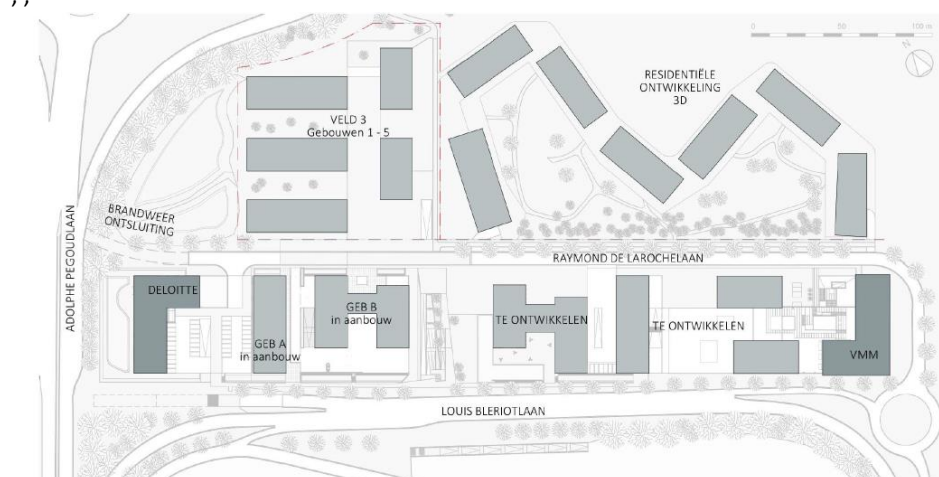 ; ;
0 50 100 m
N
RESIDENTIËLE
ONTWIKKELING
3D
VELD 3
Gebouwen 1 - 5
BRANDWEER
ONTSLUITING
ADOLPHE PEGOUDLAAN
RAYMOND DE LAROCHELAAN
DELOITTE
GEB A
in aanbouw
GEB B
in aanbouw
TE ONTWIKKELEN
TE ONTWIKKELEN
VMM
LOUIS BLERIOTLAAN